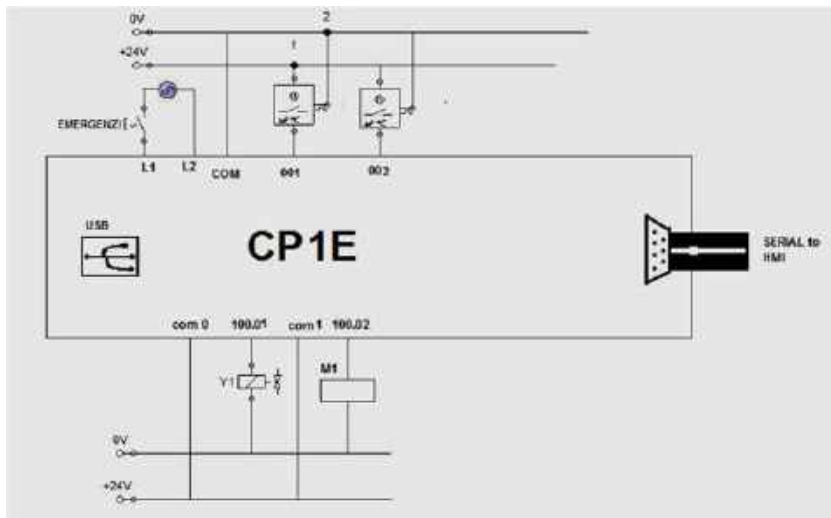 0V
2
+24V
1
EMERGENZI
L1 L2 COM 001 002
USB
CP1E
SERIAL to
HMI
com 0 100.01 com 1 100.02
Y1
M1
0V
+24V